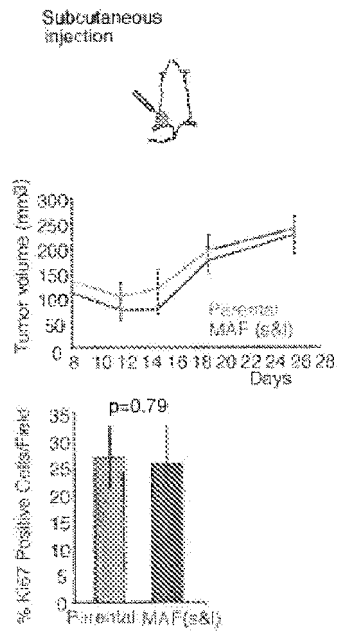 Subcutaneous
injection
Tumor volume (mm3)
300
250
200
150
100
50
0
Parental
MAF (s&l)
8 10 12 14 16 18 20 22 24 26 28
Days
% Ki67 Positive Cells/Field
p=0.79
35
30
25
20
15
10
5
0
Parental MAF(s&l)